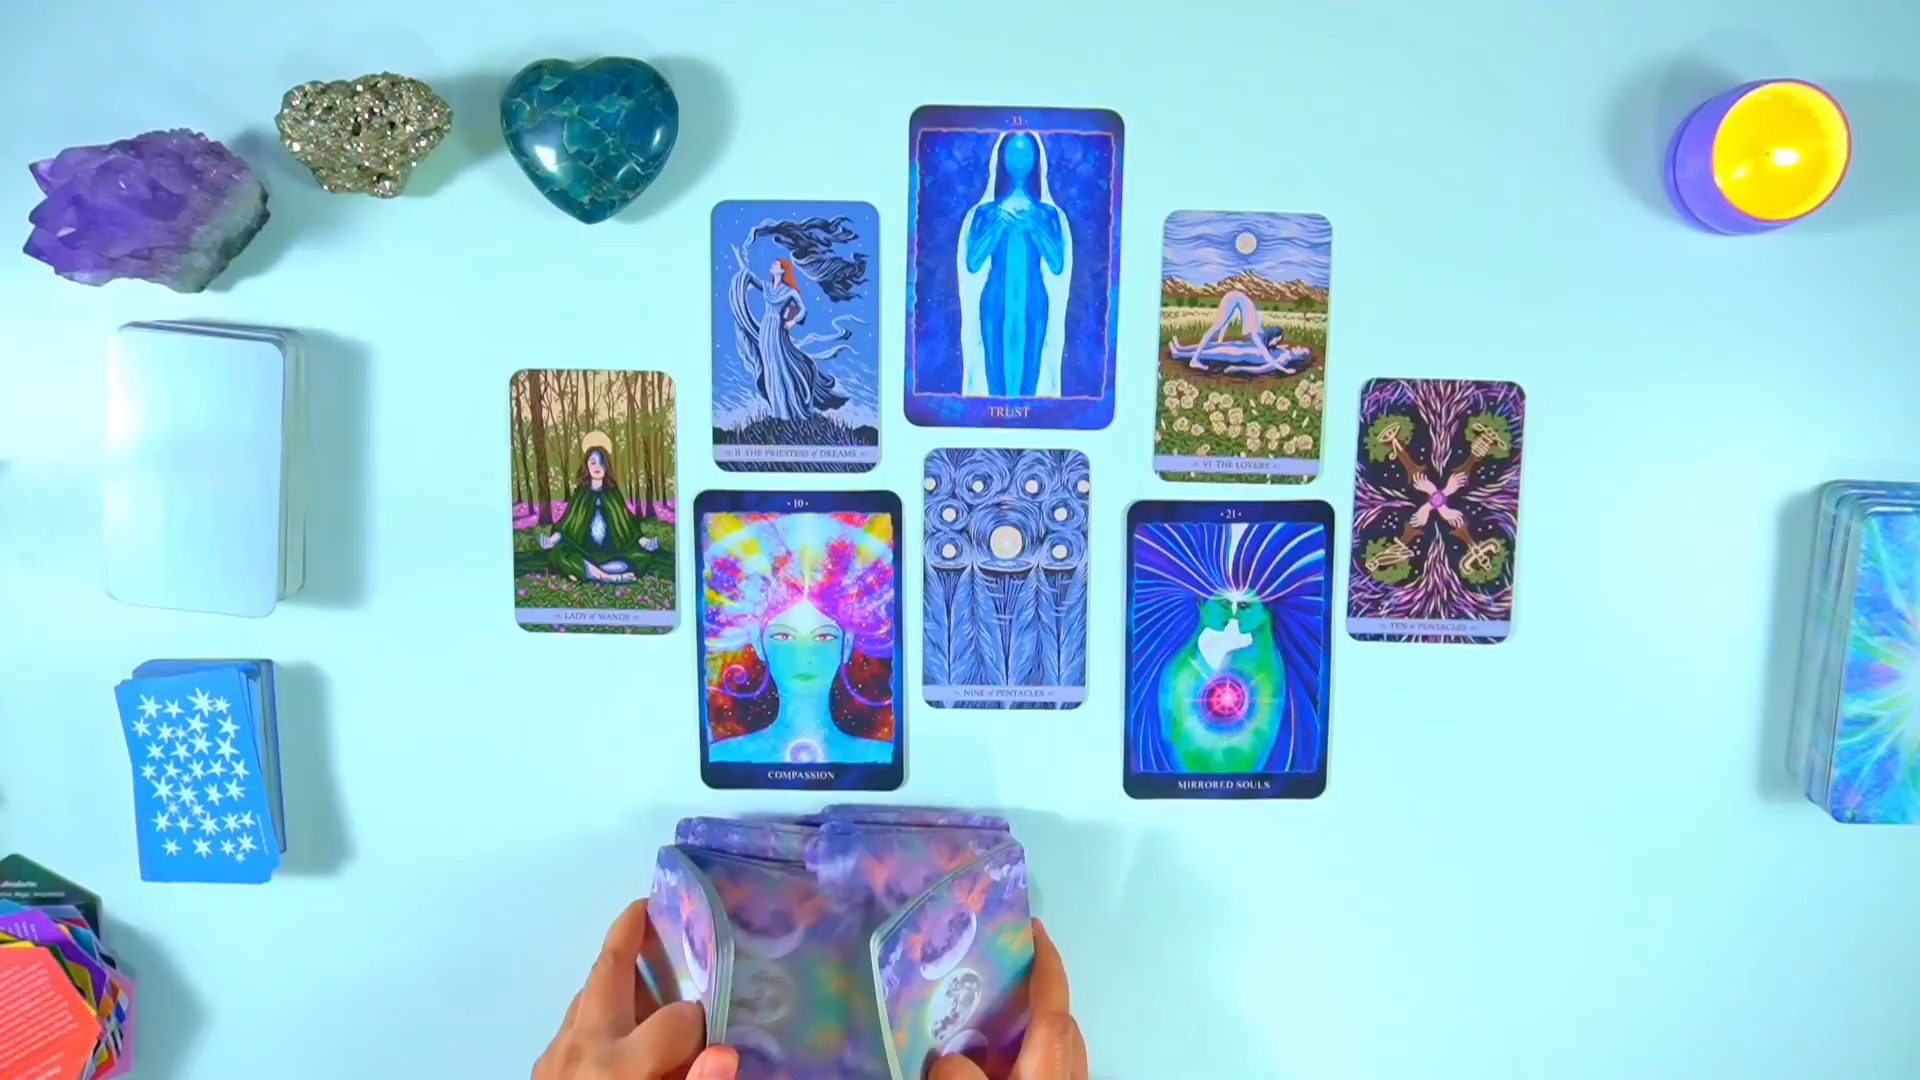 · 33 ·
TRUST
II THE PRIESTESS of DREAMS
VI THE LOVERS
LADY of WANDS
· 10 ·
COMPASSION
NINE of PENTACLES
· 21 ·
MIRRORED SOULS
TEN of PENTACLES